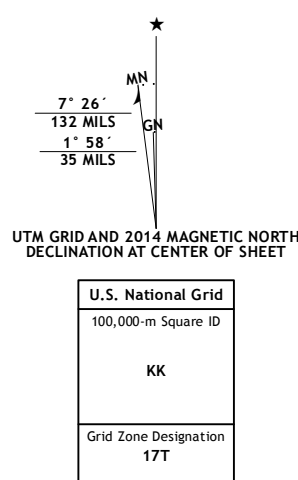 ★
MN
GN
7° 26´
132 MILS
1° 58´
35 MILS
UTM GRID AND 2014 MAGNETIC NORTH
DECLINATION AT CENTER OF SHEET
U.S. National Grid
100,000-m Square ID
KK
Grid Zone Designation
17T